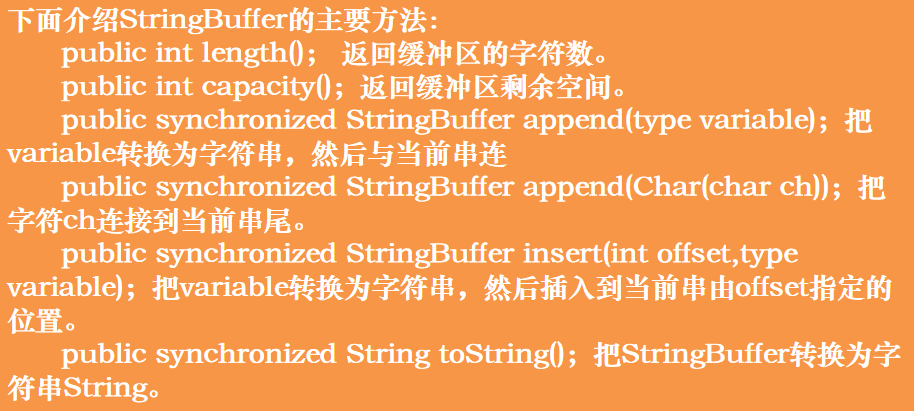 下面介绍StringBuffer的主要方法:
public int length(); 返回缓冲区的字符数。
public int capacity();返回缓冲区剩余空间。
public synchronized StringBuffer append(type variable);把
variable转换为字符串，然后与当前串连
public synchronized StringBuffer append(Char(char ch));把
字符ch连接到当前串尾。
public synchronized StringBuffer insert(int offset,type
variable);把variable转换为字符串，然后插入到当前串由offset指定的
位置。
public synchronized String toString();把StringBuffer转换为字
符串String。